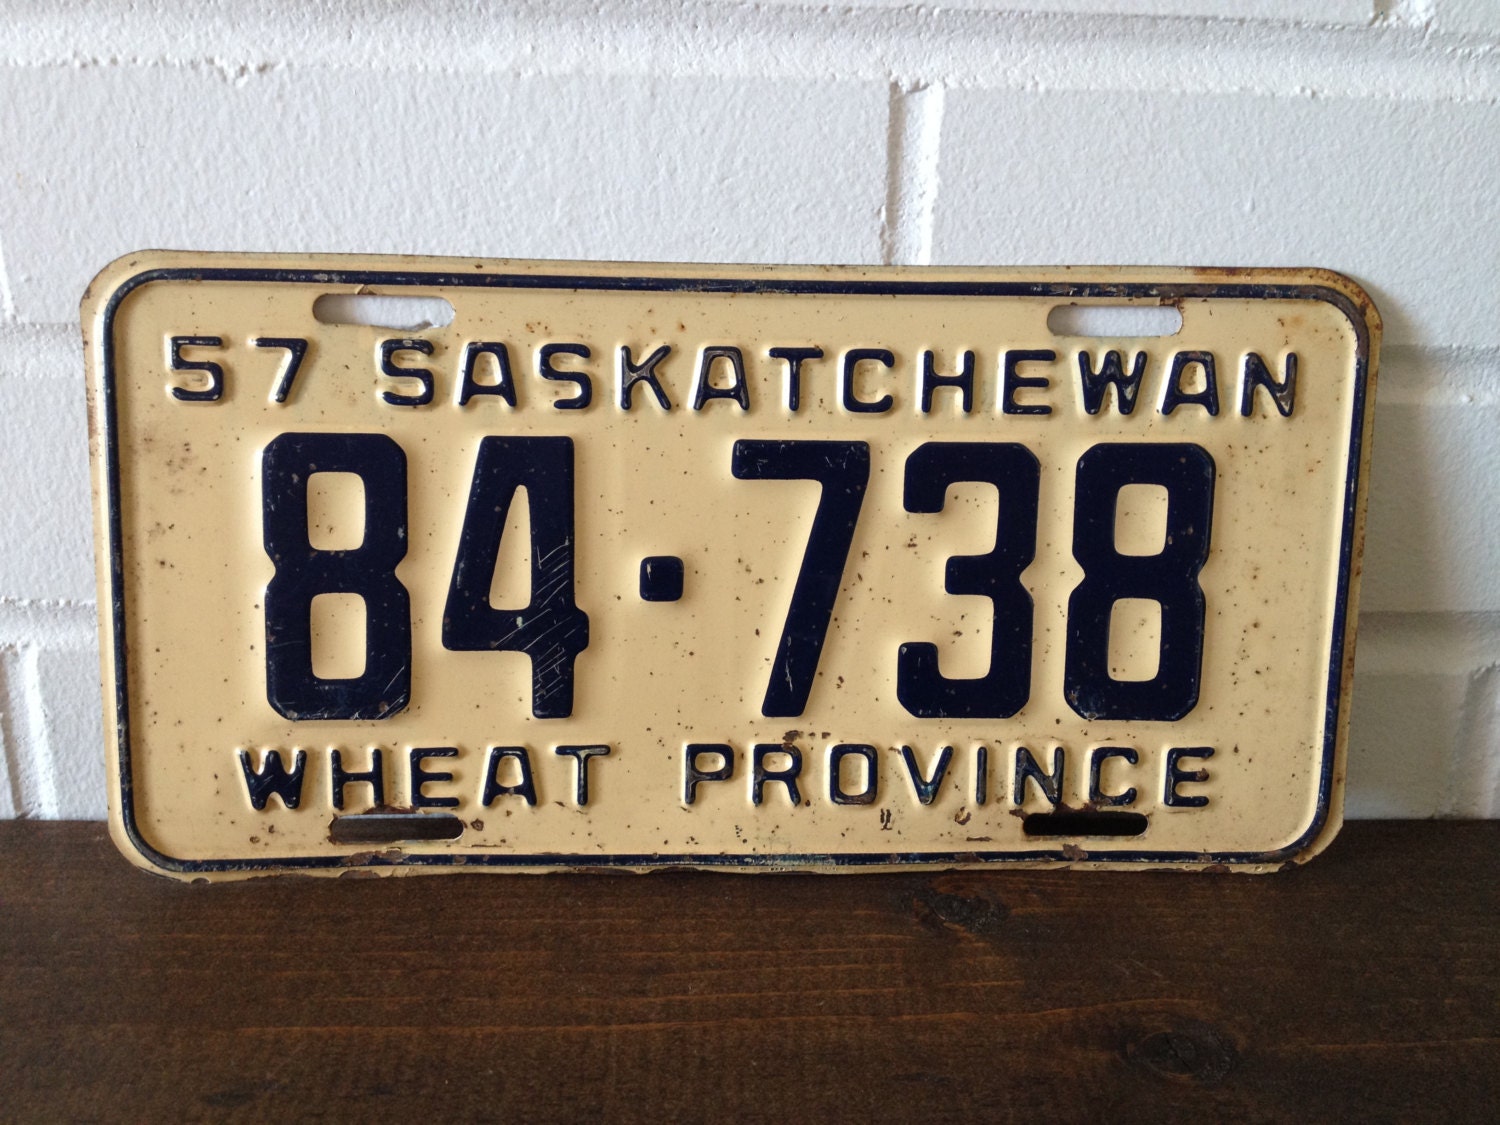 57 SASKATCHEWAN
84·738
WHEAT PROVINCE